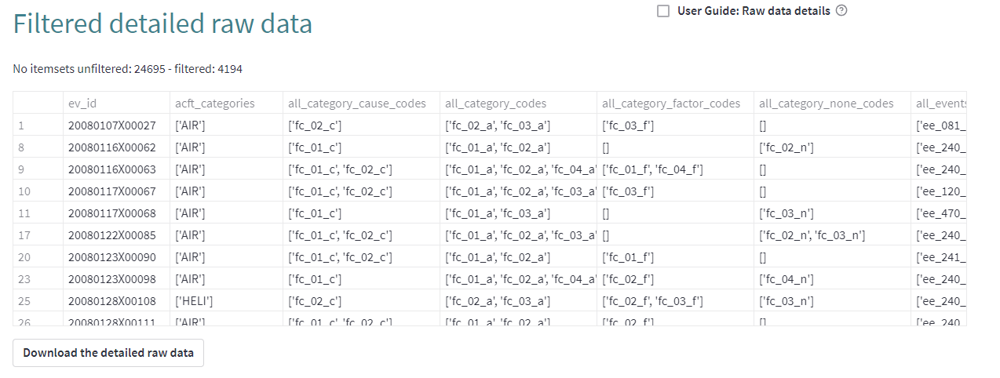 Filtered detailed raw data
User Guide: Raw data details
No itemsets unfiltered: 24695 - filtered: 4194
ev_id acft_categories all_category_cause_codes all_category_codes all_category_factor_codes all_category_none_codes all_events
1 20080107X00027 ['AIR'] ['fc_02_c'] ['fc_02_a', 'fc_03_a'] ['fc_03_f'] [] ['ee_081_
8 20080116X00062 ['AIR'] ['fc_01_c'] ['fc_01_a', 'fc_02_a'] [] ['fc_02_n'] ['ee_240_
9 20080116X00063 ['AIR'] ['fc_01_c', 'fc_02_c'] ['fc_01_a', 'fc_02_a', 'fc_04_a' ['fc_01_f', 'fc_04_f'] [] ['ee_240_
10 20080117X00067 ['AIR'] ['fc_01_c', 'fc_02_c'] ['fc_01_a', 'fc_02_a', 'fc_03_a' ['fc_03_f'] [] ['ee_120_
11 20080117X00068 ['AIR'] ['fc_01_c'] ['fc_01_a', 'fc_03_a'] [] ['fc_03_n'] ['ee_470_
17 20080122X00085 ['AIR'] ['fc_01_c', 'fc_02_c'] ['fc_01_a', 'fc_02_a', 'fc_03_a' [] ['fc_02_n', 'fc_03_n'] ['ee_240_
20 20080123X00090 ['AIR'] ['fc_01_c', 'fc_02_c'] ['fc_01_a', 'fc_02_a'] ['fc_01_f'] [] ['ee_241_
23 20080123X00098 ['AIR'] ['fc_01_c'] ['fc_01_a', 'fc_02_a', 'fc_04_a' ['fc_02_f'] ['fc_04_n'] ['ee_240_
25 20080128X00108 ['HELI'] ['fc_02_c'] ['fc_02_a', 'fc_03_a'] ['fc_02_f', 'fc_03_f'] ['fc_03_n'] ['ee_240_
26 20080128X00111 ['AIR'] ['fc_01_c', 'fc_02_c'] ['fc_01_a', 'fc_02_a'] ['fc_02_f'] [] ['ee_240_
Download the detailed raw data